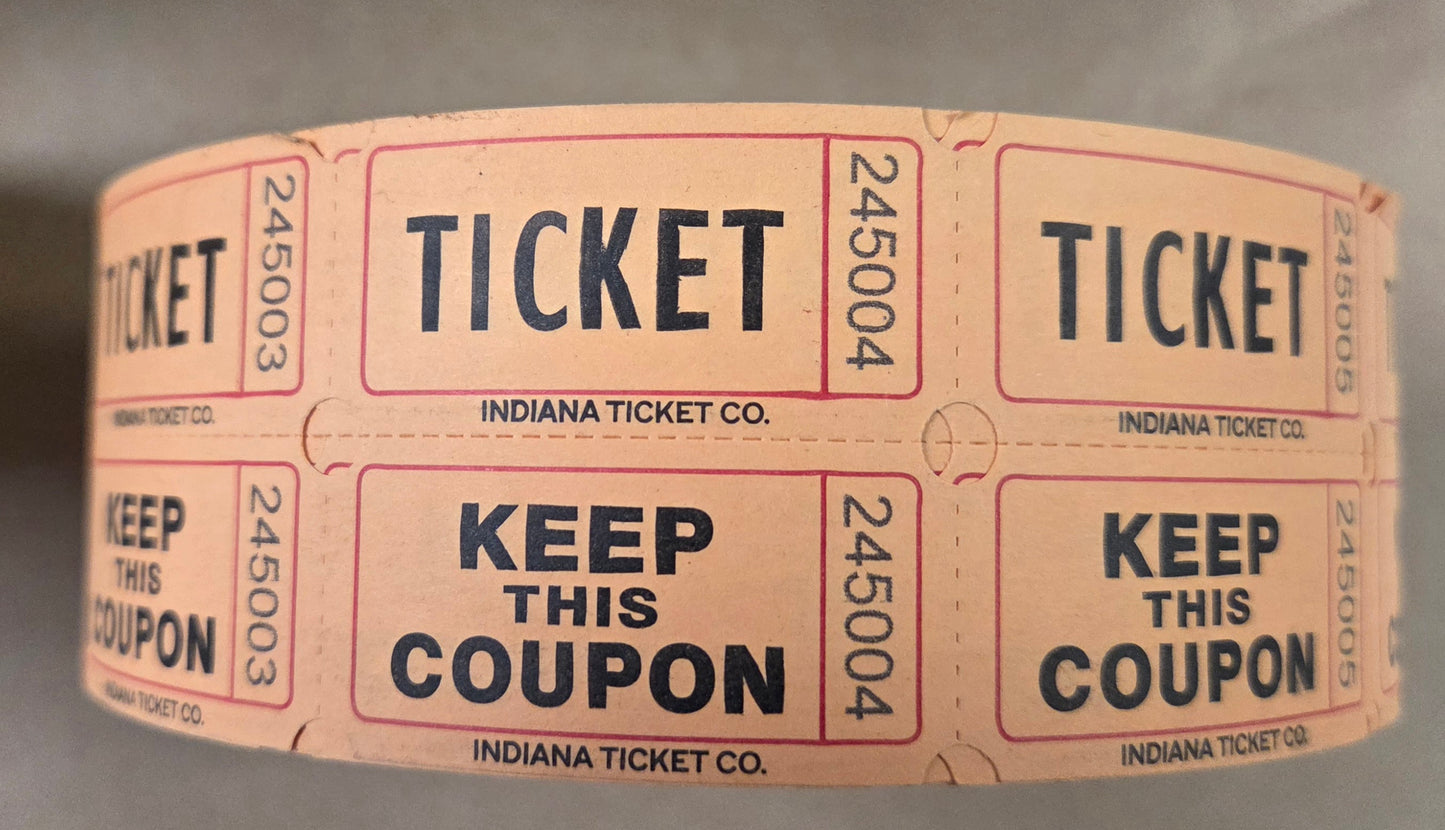 TICKET 245003
INDIANA TICKET CO.
KEEP
THIS
COUPON
245003
INDIANA TICKET CO.
TICKET 245004
INDIANA TICKET CO.
KEEP
THIS
COUPON
245004
INDIANA TICKET CO.
TICKET 245005
INDIANA TICKET CO.
KEEP
THIS
COUPON
245005
INDIANA TICKET CO.